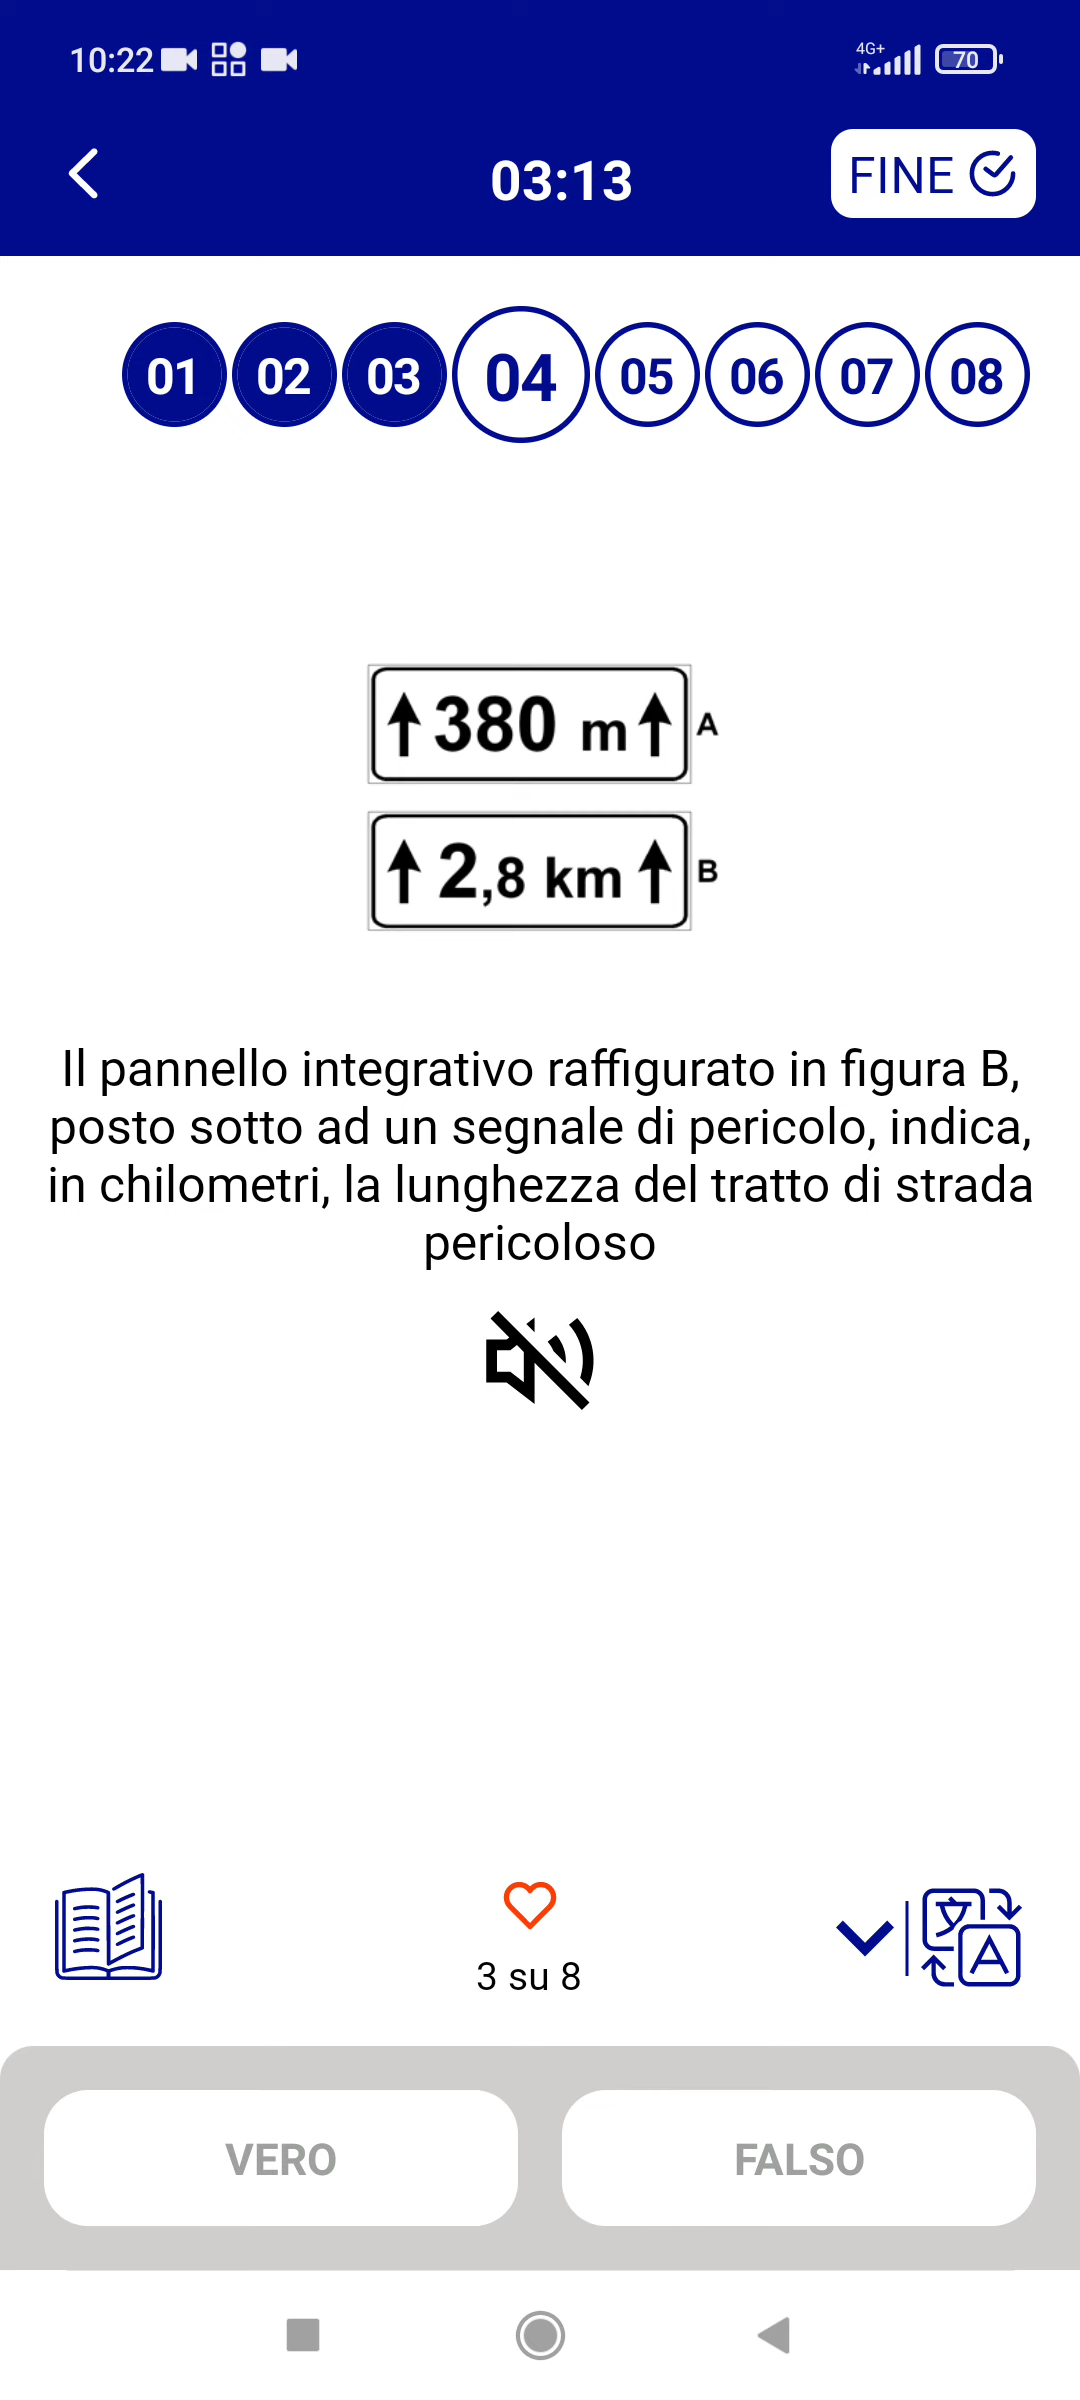 10:22
4G+
70
03:13
FINE
01 02 03 04 05 06 07 08
380 m A
2,8 km B
Il pannello integrativo raffigurato in figura B,
posto sotto ad un segnale di pericolo, indica,
in chilometri, la lunghezza del tratto di strada
pericoloso
文
A
3 su 8
VERO FALSO